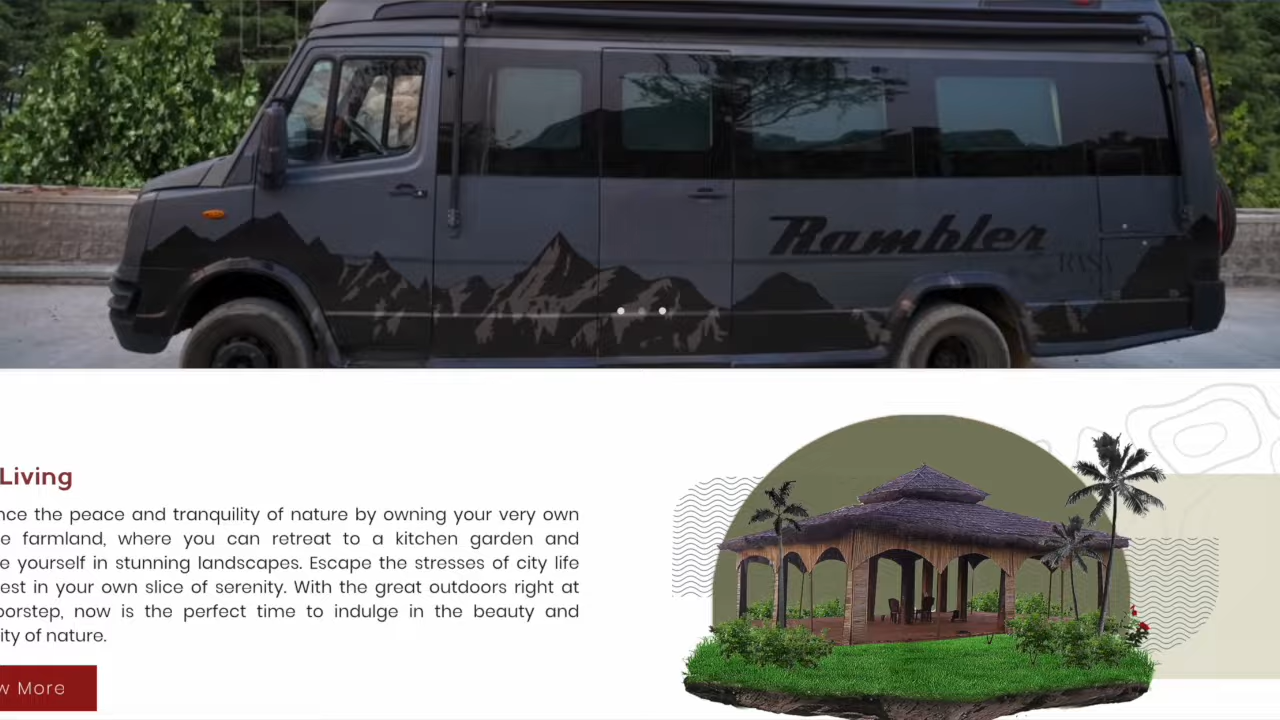 Rambler
RASA
Living
nce the peace and tranquility of nature by owning your very own
e farmland, where you can retreat to a kitchen garden and
e yourself in stunning landscapes. Escape the stresses of city life
est in your own slice of serenity. With the great outdoors right at
oorstep, now is the perfect time to indulge in the beauty and
ity of nature.
w More